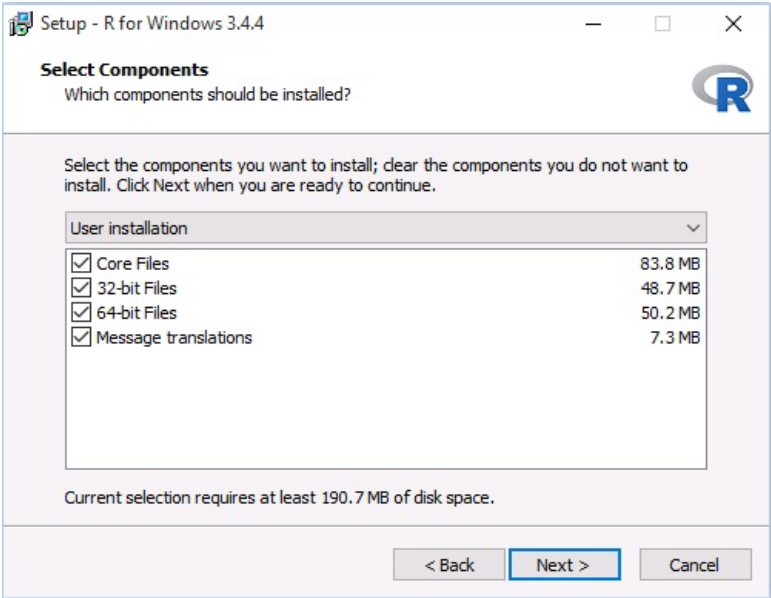 Setup - R for Windows 3.4.4
Select Components
Which components should be installed?
R
Select the components you want to install; clear the components you do not want to
install. Click Next when you are ready to continue.
User installation
Core Files 83.8 MB
32-bit Files 48.7 MB
64-bit Files 50.2 MB
Message translations 7.3 MB
Current selection requires at least 190.7 MB of disk space.
< Back Next > Cancel